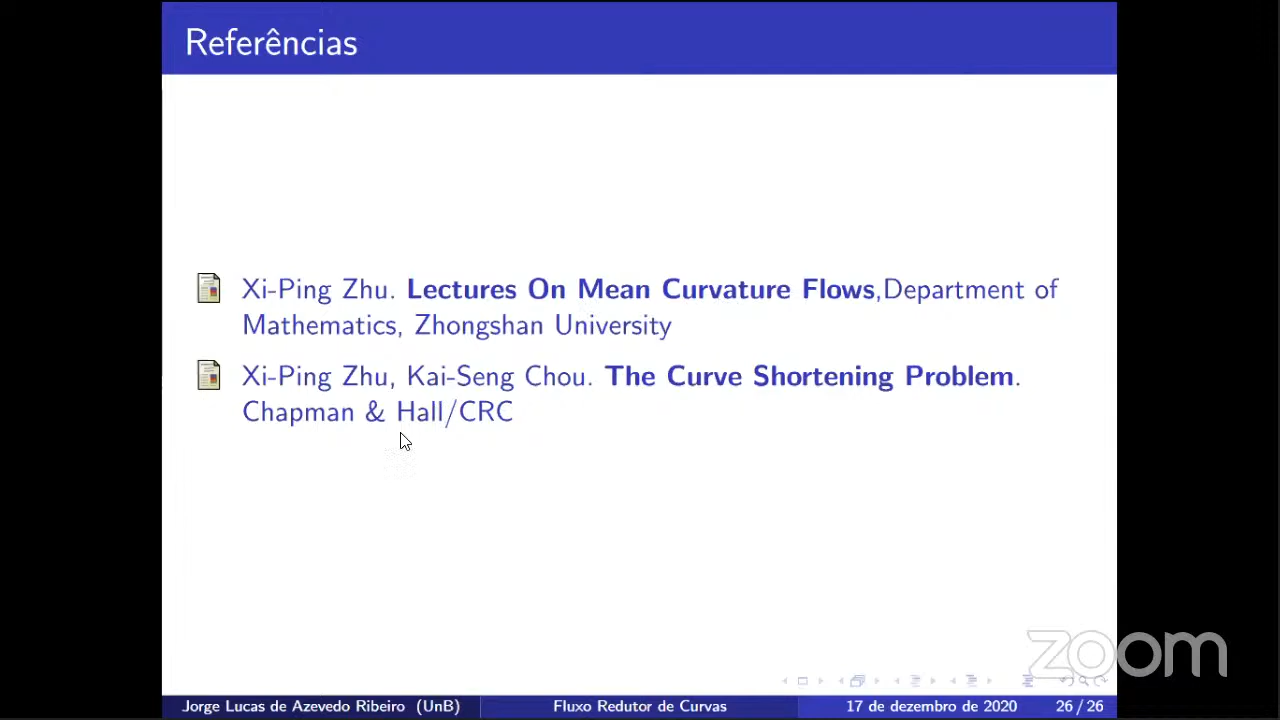 Referências
Xi-Ping Zhu. Lectures On Mean Curvature Flows,Department of
Mathematics, Zhongshan University
Xi-Ping Zhu, Kai-Seng Chou. The Curve Shortening Problem.
Chapman & Hall/CRC
zoom
Jorge Lucas de Azevedo Ribeiro (UnB) Fluxo Redutor de Curvas 17 de dezembro de 2020 26 / 26